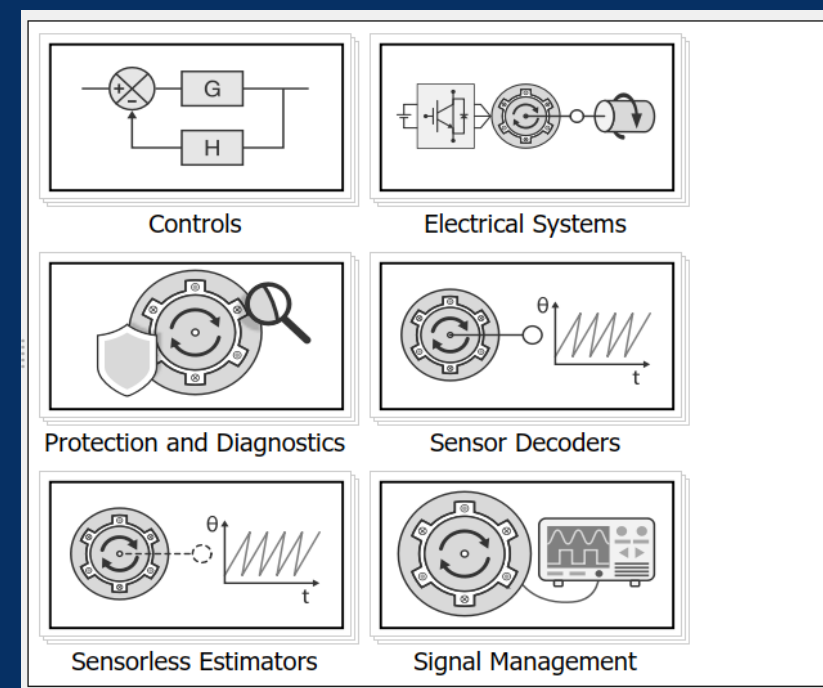 G
+
−
H
Controls
Electrical Systems
θ
t
Protection and Diagnostics
Sensor Decoders
θ
t
Sensorless Estimators
Signal Management